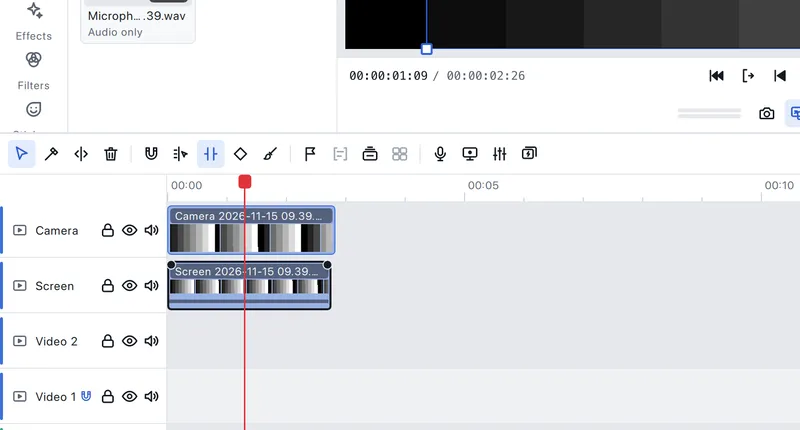 Effects
Filters
Microph... .39.wav
Audio only
00:00:01:09 / 00:00:02:26
00:00
00:05
00:10
Camera
Camera 2026-11-15 09.39....
Screen
Screen 2026-11-15 09.39....
Video 2
Video 1